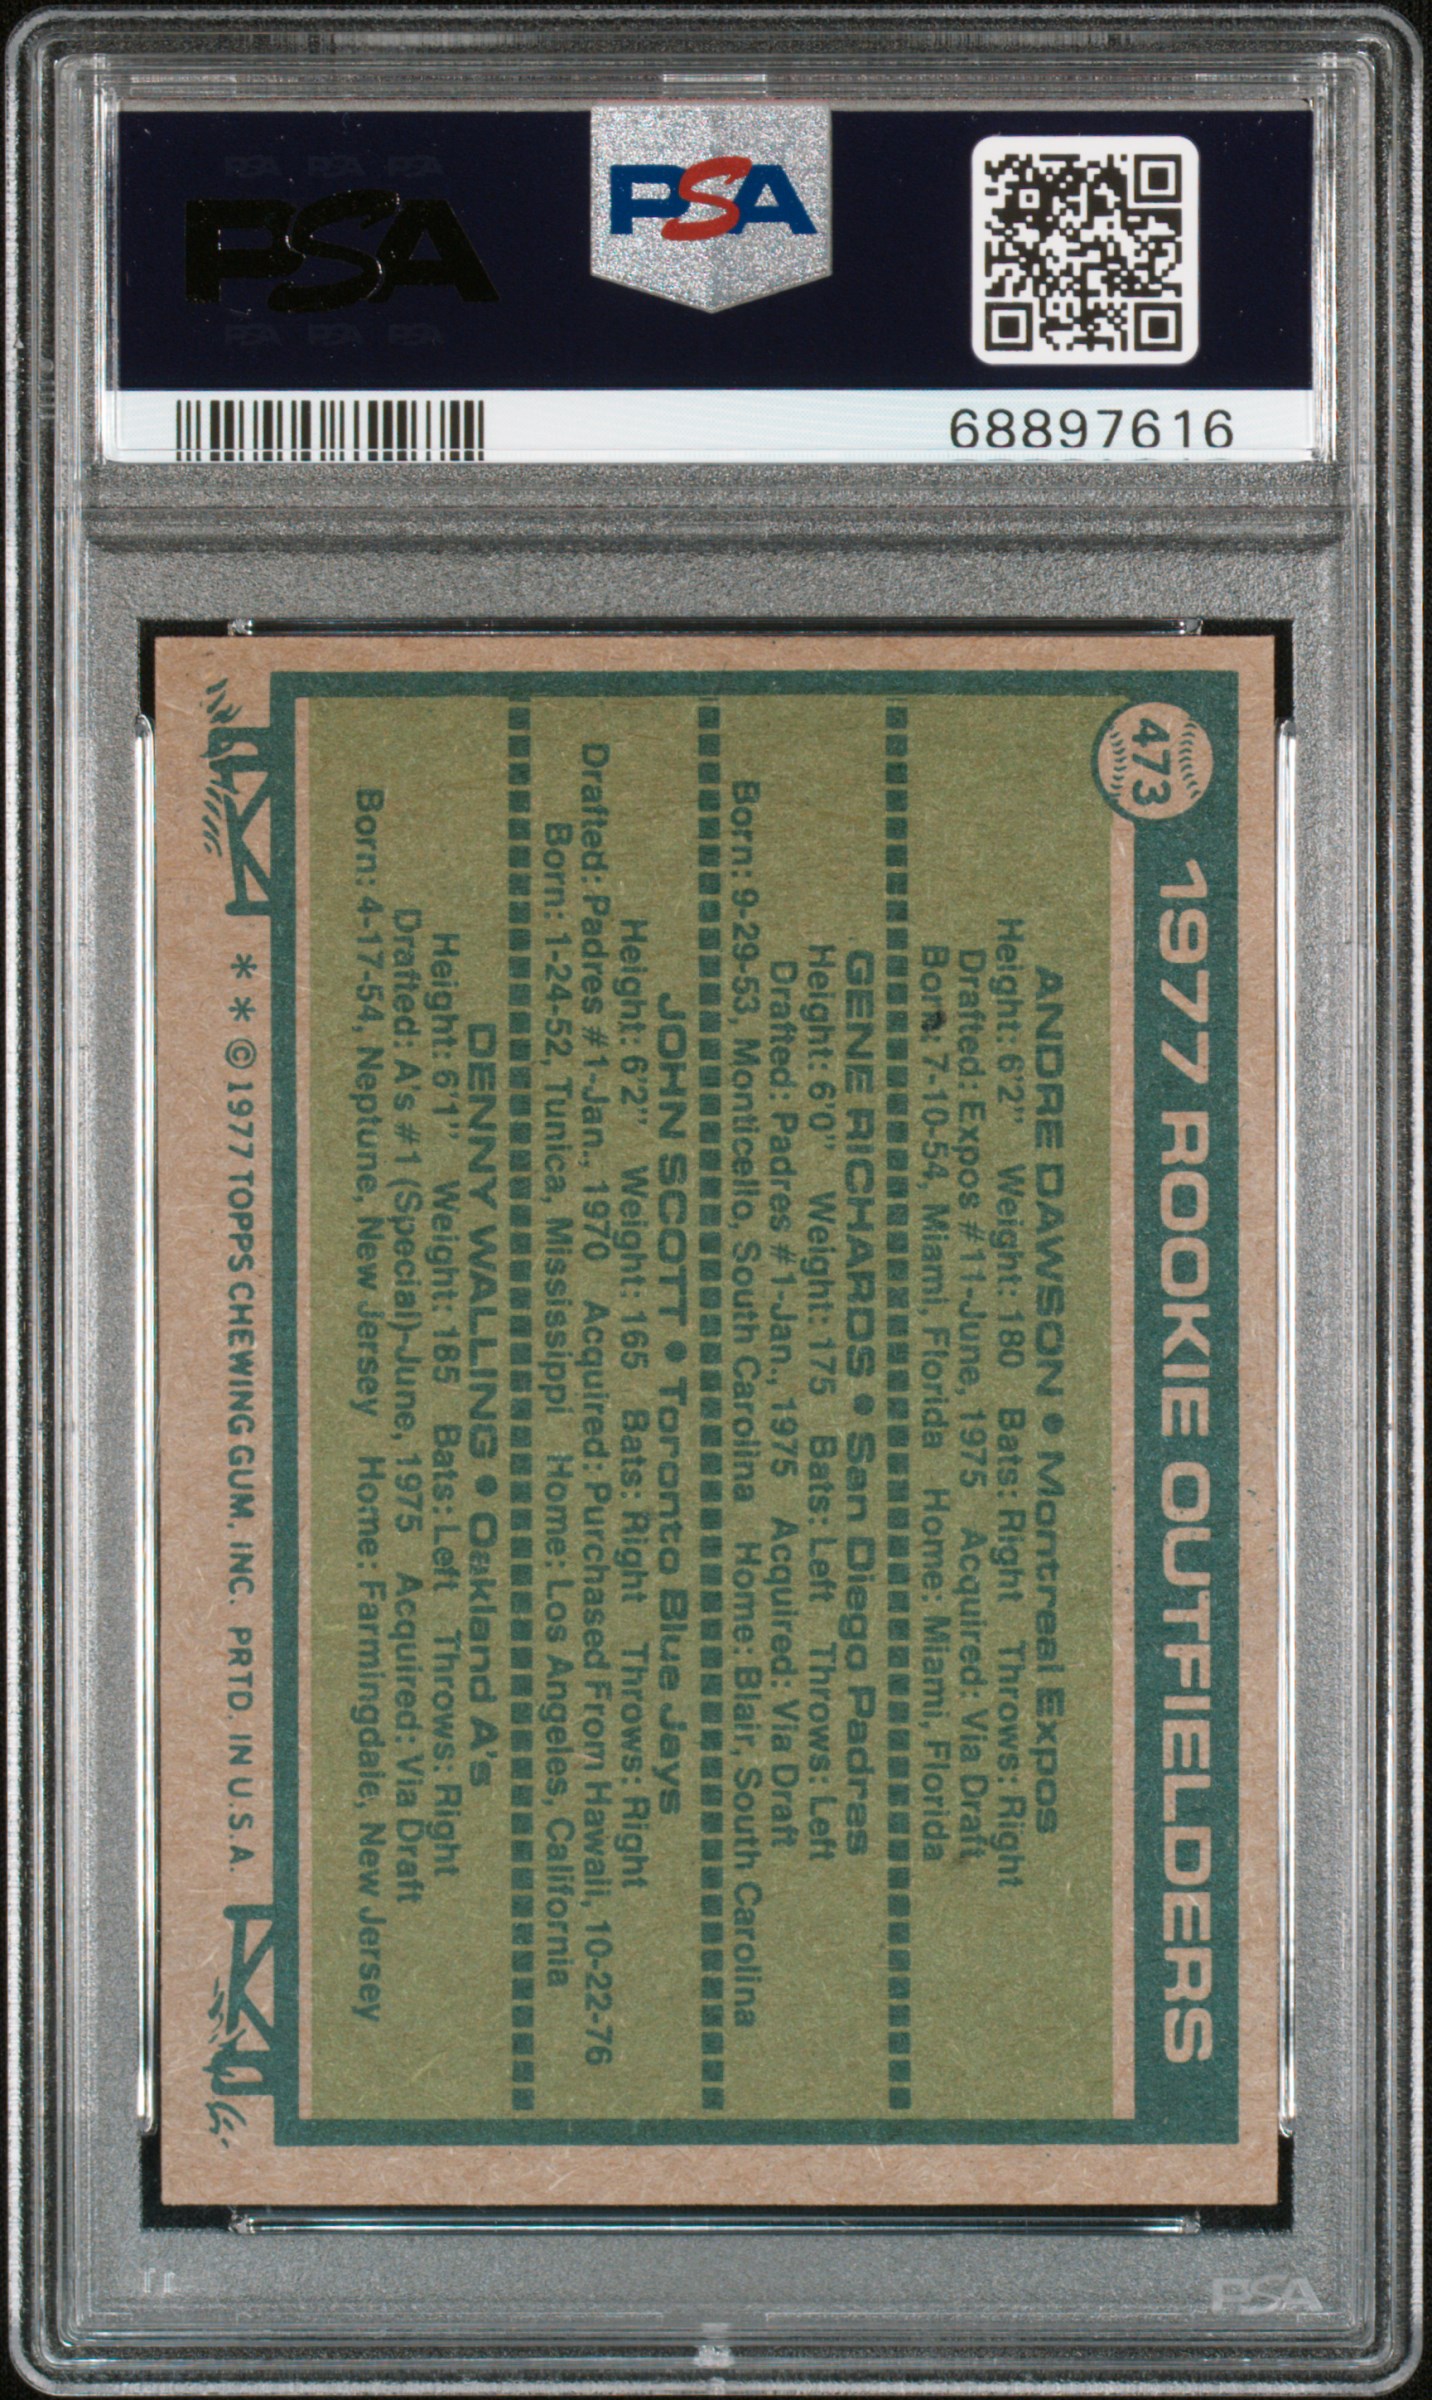 PSA PSA PSA
PSA
PSA PSA PSA
PSA
68897616
473
1977 ROOKIE OUTFIELDERS
ANDRE DAWSON • Montreal Expos
Height: 6'2" Weight: 180 Bats: Right Throws: Right
Drafted: Expos #11-June, 1975 Acquired: Via Draft
Born: 7-10-54, Miami, Florida Home: Miami, Florida
GENE RICHARDS • San Diego Padres
Height: 6'0" Weight: 175 Bats: Left Throws: Left
Drafted: Padres #1-Jan., 1975 Acquired: Via Draft
Born: 9-29-53, Monticello, South Carolina Home: Blair, South Carolina
JOHN SCOTT • Toronto Blue Jays
Height: 6'2" Weight: 165 Bats: Right Throws: Right
Drafted: Padres #1-Jan., 1970 Acquired: Purchased From Hawaii, 10-22-76
Born: 1-24-52, Tunica, Mississippi Home: Los Angeles, California
DENNY WALLING • Oakland A's
Height: 6'1" Weight: 185 Bats: Left Throws: Right
Drafted: A's #1 (Special)-June, 1975 Acquired: Via Draft
Born: 4-17-54, Neptune, New Jersey Home: Farmingdale, New Jersey
* * © 1977 TOPPS CHEWING GUM, INC. PRTD. IN U.S.A.
PSA